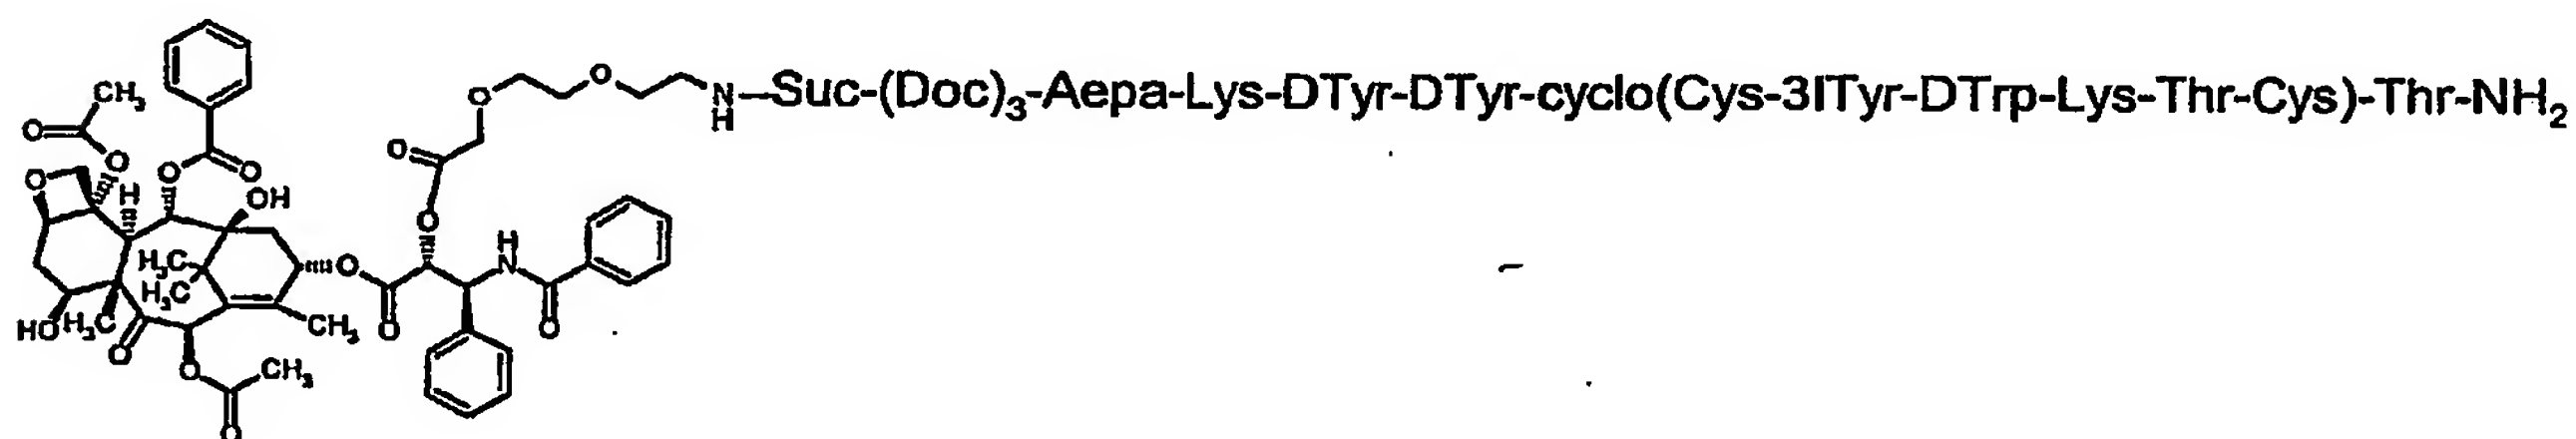 CH3
O
O
O
O
NH-Suc-(Doc)3-Aepa-Lys-DTyr-DTyr-cyclo(Cys-3ITyr-DTrp-Lys-Thr-Cys)-Thr-NH2
O
O
O
O
O
H
OH
O
H3C
H3C
O
H
N
HO
H3C
O
CH3
O
O
O
CH3
O